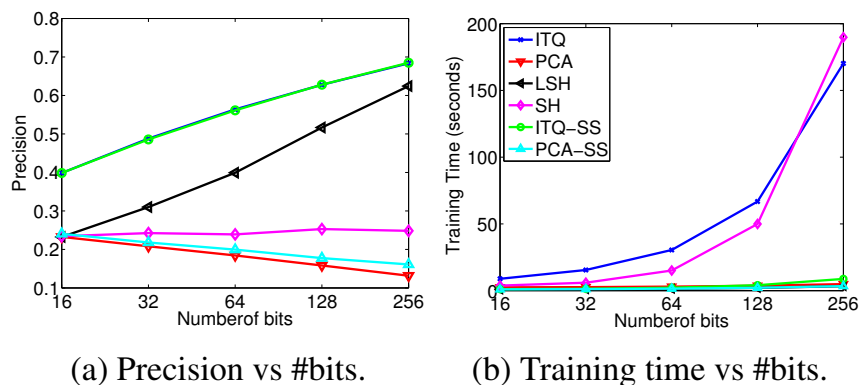 0.8
0.7
0.6
0.5
0.4
0.3
0.2
0.1
Precision
16 32 64 128 256
Numberof bits
(a) Precision vs #bits.
200
150
100
50
0
Training Time (seconds)
ITQ
PCA
LSH
SH
ITQ-SS
PCA-SS
16 32 64 128 256
Numberof bits
(b) Training time vs #bits.